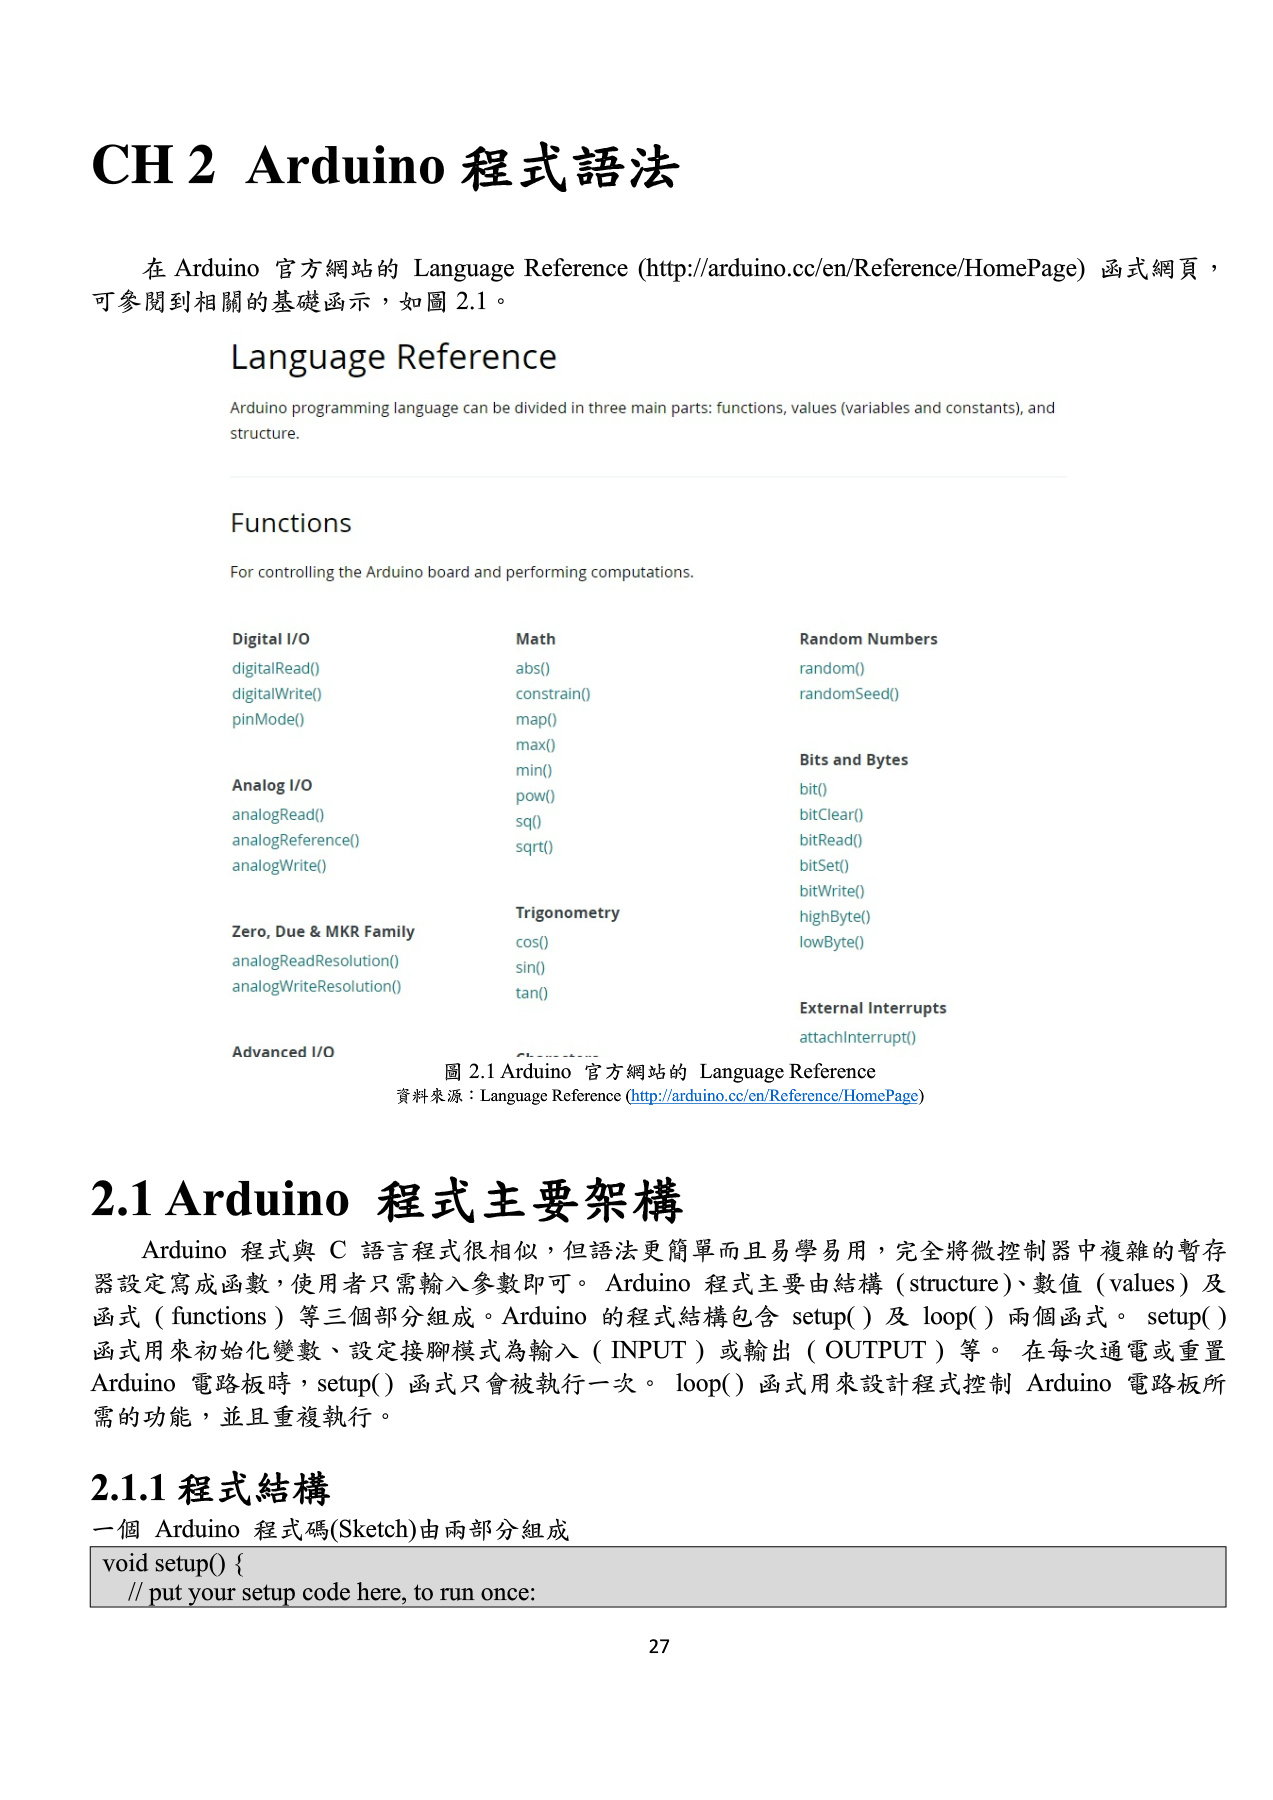 CH 2 Arduino 程式語法
在 Arduino 官方網站的 Language Reference (http://arduino.cc/en/Reference/HomePage) 函式網頁，
可參閱到相關的基礎函示，如圖 2.1。
Language Reference
Arduino programming language can be divided in three main parts: functions, values (variables and constants), and
structure.
Functions
For controlling the Arduino board and performing computations.
Digital I/O
digitalRead()
digitalWrite()
pinMode()
Analog I/O
analogRead()
analogReference()
analogWrite()
Zero, Due & MKR Family
analogReadResolution()
analogWriteResolution()
Advanced I/O
Math
abs()
constrain()
map()
max()
min()
pow()
sq()
sqrt()
Trigonometry
cos()
sin()
tan()
Characters
Random Numbers
random()
randomSeed()
Bits and Bytes
bit()
bitClear()
bitRead()
bitSet()
bitWrite()
highByte()
lowByte()
External Interrupts
attachInterrupt()
圖 2.1 Arduino 官方網站的 Language Reference
資料來源：Language Reference (http://arduino.cc/en/Reference/HomePage)
2.1 Arduino 程式主要架構
Arduino 程式與 C 語言程式很相似，但語法更簡單而且易學易用，完全將微控制器中複雜的暫存
器設定寫成函數，使用者只需輸入參數即可。 Arduino 程式主要由結構（structure）、數值（values）及
函式（functions）等三個部分組成。Arduino 的程式結構包含 setup( ) 及 loop( ) 兩個函式。 setup( )
函式用來初始化變數、設定接腳模式為輸入（INPUT）或輸出（OUTPUT）等。 在每次通電或重置
Arduino 電路板時，setup( ) 函式只會被執行一次。 loop( ) 函式用來設計程式控制 Arduino 電路板所
需的功能，並且重複執行。
2.1.1 程式結構
一個 Arduino 程式碼(Sketch)由兩部分組成
void setup() {
// put your setup code here, to run once:
27